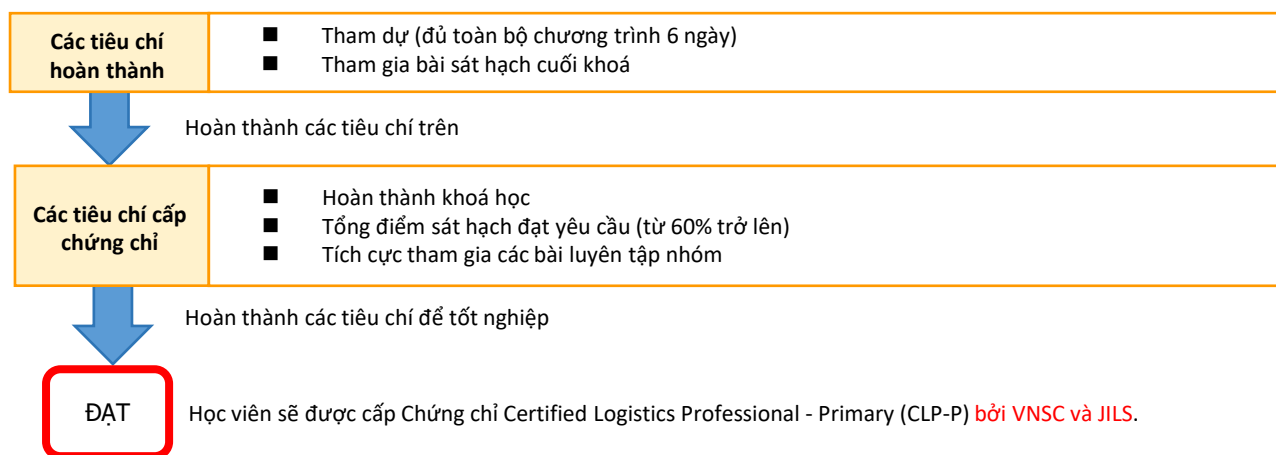 Các tiêu chí
hoàn thành
■ Tham dự (đủ toàn bộ chương trình 6 ngày)
■ Tham gia bài sát hạch cuối khoá
Hoàn thành các tiêu chí trên
Các tiêu chí cấp
chứng chỉ
■ Hoàn thành khoá học
■ Tổng điểm sát hạch đạt yêu cầu (từ 60% trở lên)
■ Tích cực tham gia các bài luyện tập nhóm
Hoàn thành các tiêu chí để tốt nghiệp
ĐẠT
Học viên sẽ được cấp Chứng chỉ Certified Logistics Professional - Primary (CLP-P) bởi VNSC và JILS.